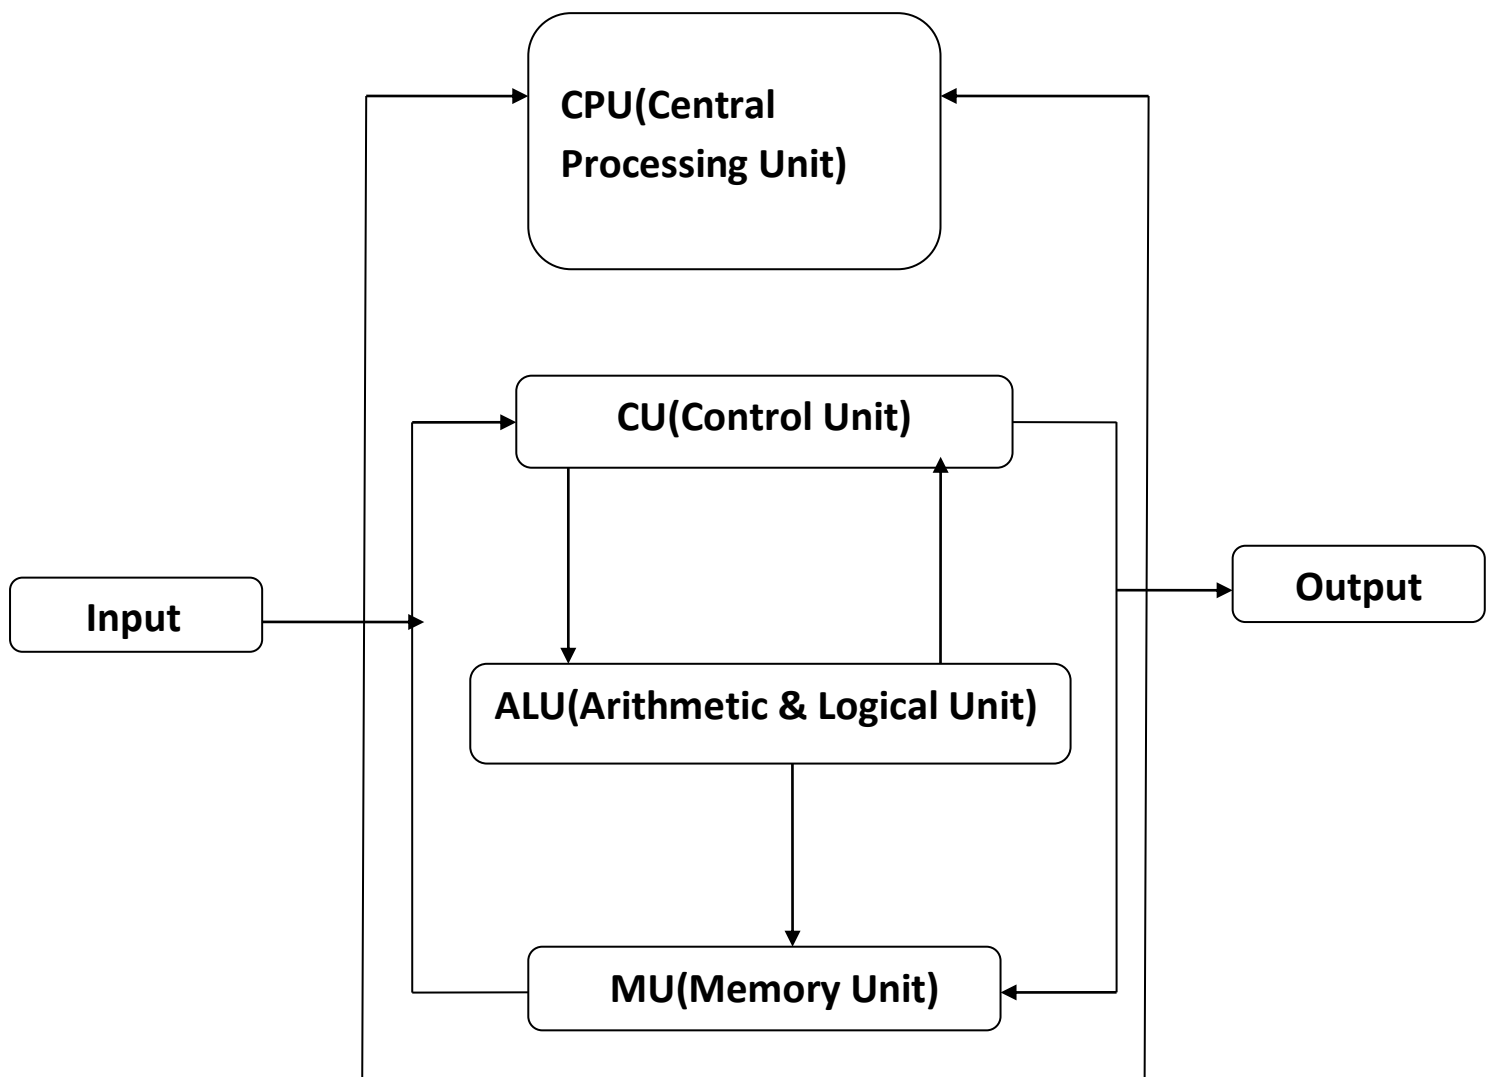 CPU(Central
Processing Unit)
CU(Control Unit)
Input
Output
ALU(Arithmetic & Logical Unit)
MU(Memory Unit)